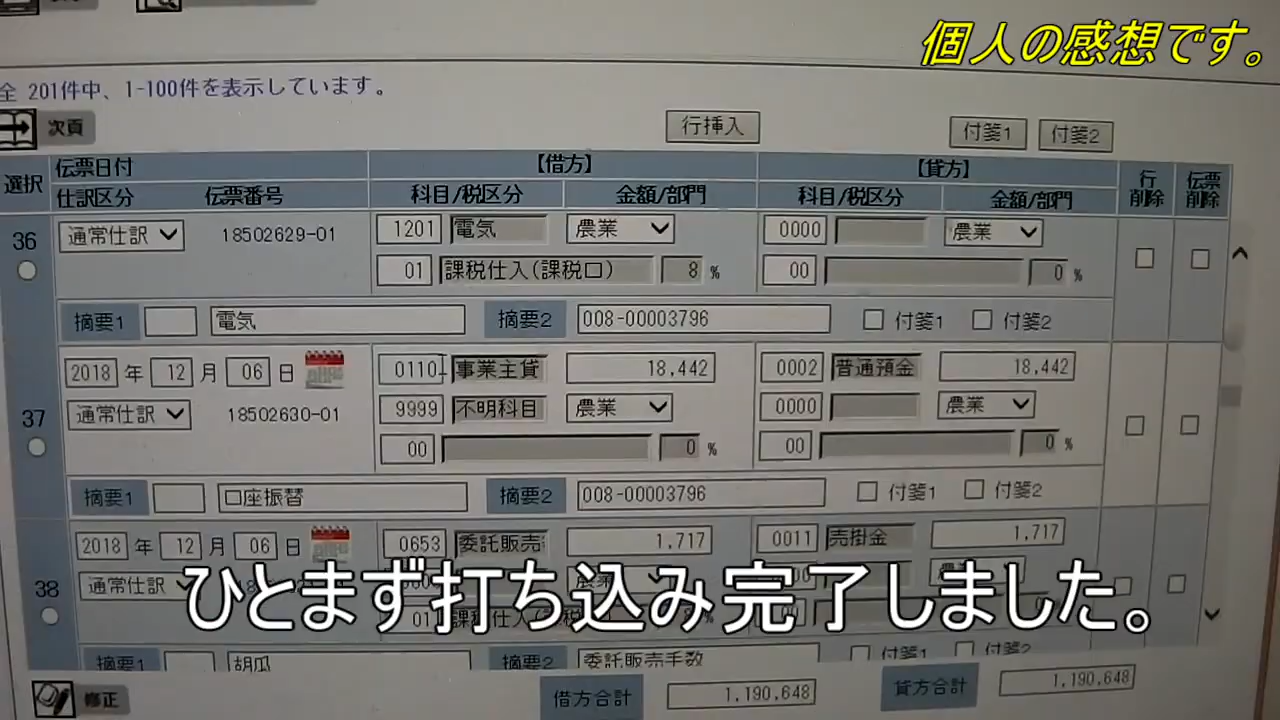 個人の感想です。
全 201件中、1-100件を表示しています。
次頁 行挿入 付箋1 付箋2
選択 伝票日付 【借方】 【貸方】 行削除 伝票削除
仕訳区分 伝票番号 科目/税区分 金額/部門 科目/税区分 金額/部門
36 通常仕訳 18502629-01 1201 電気 農業 0000 農業
01 課税仕入(課税口) 8 % 00 0 %
摘要1 電気 摘要2 008-00003796 付箋1 付箋2
2018 年 12 月 06 日 0110 事業主貸 18,442 0002 普通預金 18,442
37 通常仕訳 18502630-01 9999 不明科目 農業 0000 農業
00 0 % 00 0 %
摘要1 口座振替 摘要2 008-00003796 付箋1 付箋2
2018 年 12 月 06 日 0653 委託販売 1,717 0011 売掛金 1,717
38 通常仕訳
ひとまず打ち込み完了しました。
摘要1 胡瓜 摘要2 委託販売手数 付箋1 付箋2
修正 借方合計 1,190,648 貸方合計 1,190,648